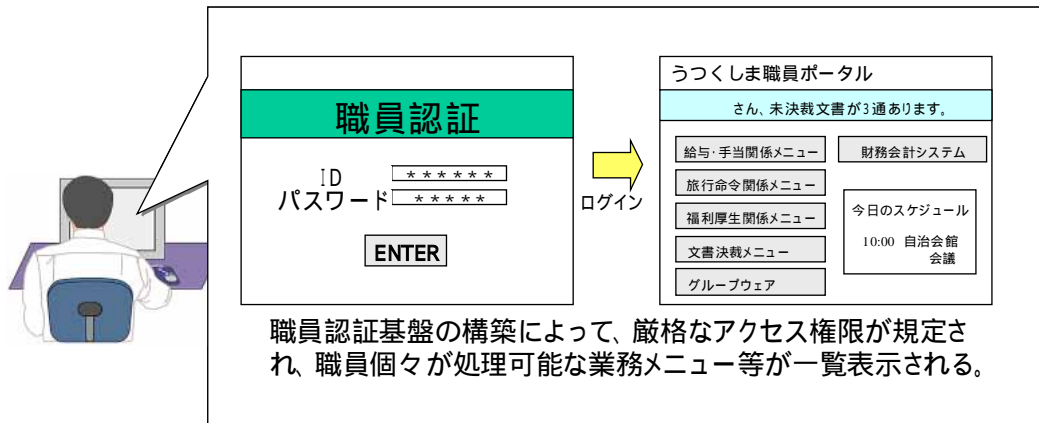 職員認証
ID ******
パスワード *****
ENTER
ログイン
うつくしま職員ポータル
さん、未決裁文書が3通あります。
給与・手当関係メニュー
旅行命令関係メニュー
福利厚生関係メニュー
文書決裁メニュー
グループウェア
財務会計システム
今日のスケジュール
10:00 自治会館
会議
職員認証基盤の構築によって、厳格なアクセス権限が規定さ
れ、職員個々が処理可能な業務メニュー等が一覧表示される。